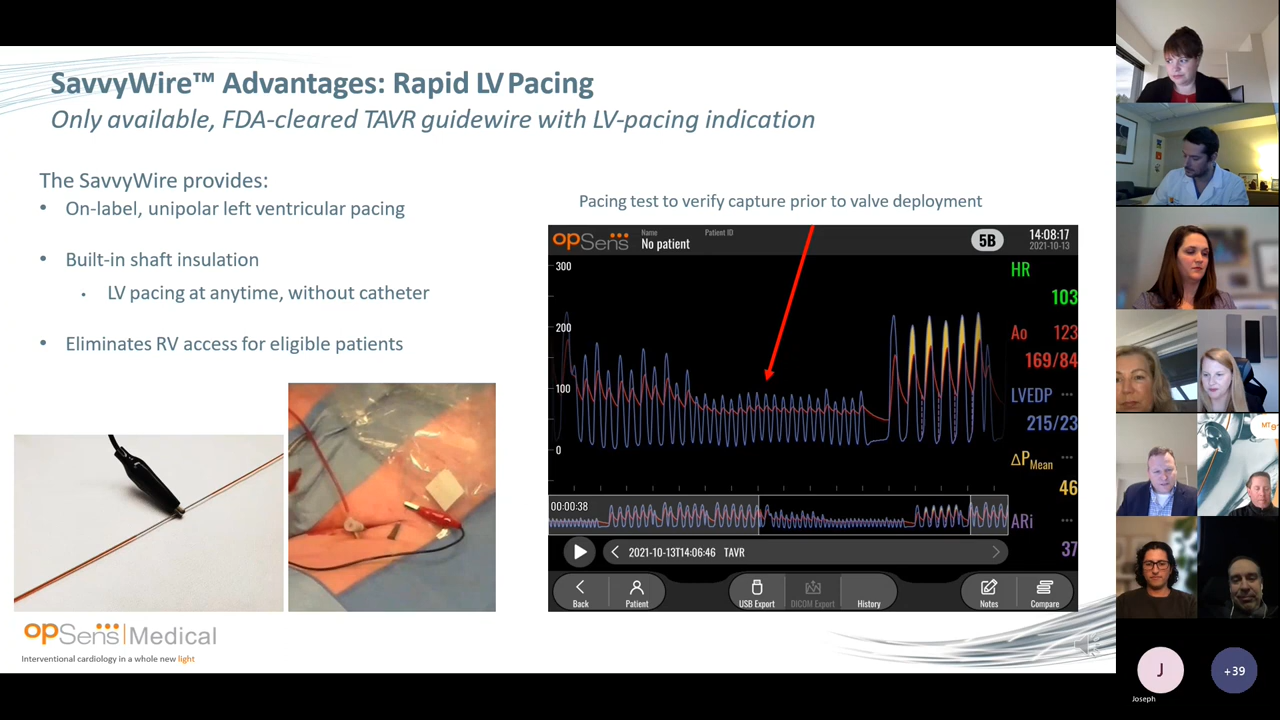 SavvyWire™ Advantages: Rapid LV Pacing
Only available, FDA-cleared TAVR guidewire with LV-pacing indication
The SavvyWire provides:
• On-label, unipolar left ventricular pacing
• Built-in shaft insulation
• LV pacing at anytime, without catheter
• Eliminates RV access for eligible patients
Pacing test to verify capture prior to valve deployment
opSens
Name
No patient
Patient ID
5B
14:08:17
2021-10-13
300
200
100
0
HR
103
Ao 123
169/84
LVEDP ---
215/23
ΔPMean ---
46
ARi ---
37
00:00:38
2021-10-13T14:06:46 TAVR
Back
Patient
USB Export
DICOM Export
History
Notes
Compare
opSens|Medical
Interventional cardiology in a whole new light
J
Joseph
+39